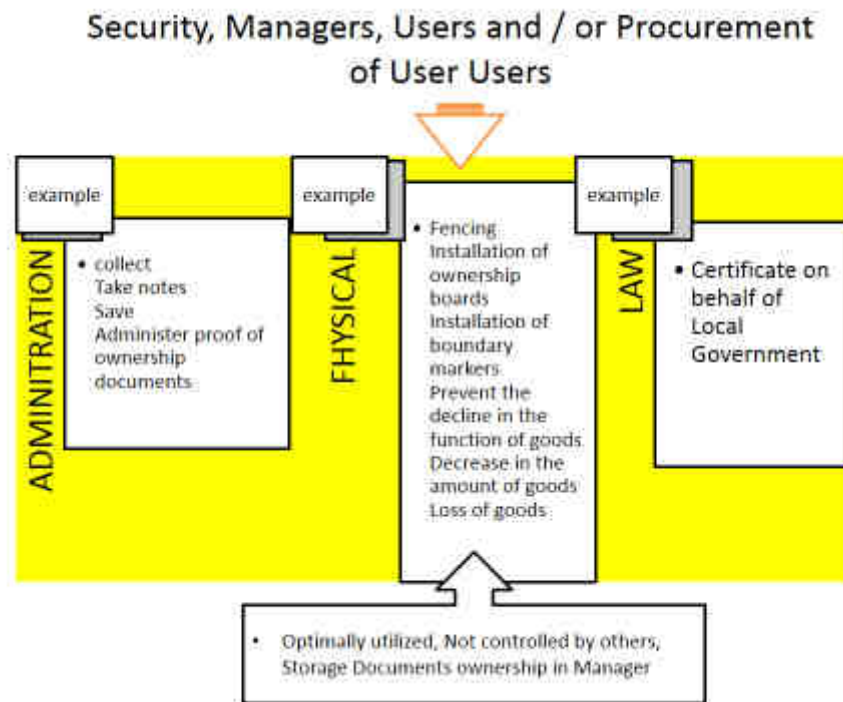 Security, Managers, Users and / or Procurement
of User Users
example
ADMINITRATION
• collect
Take notes
Save
Administer proof of
ownership
documents
example
FHYSICAL
• Fencing
Installation of
ownership
boards
Installation of
boundary
markers
Prevent the
decline in the
function of goods
Decrease in the
amount of goods
Loss of goods
example
LAW
• Certificate on
behalf of
Local
Government
• Optimally utilized, Not controlled by others,
Storage Documents ownership in Manager